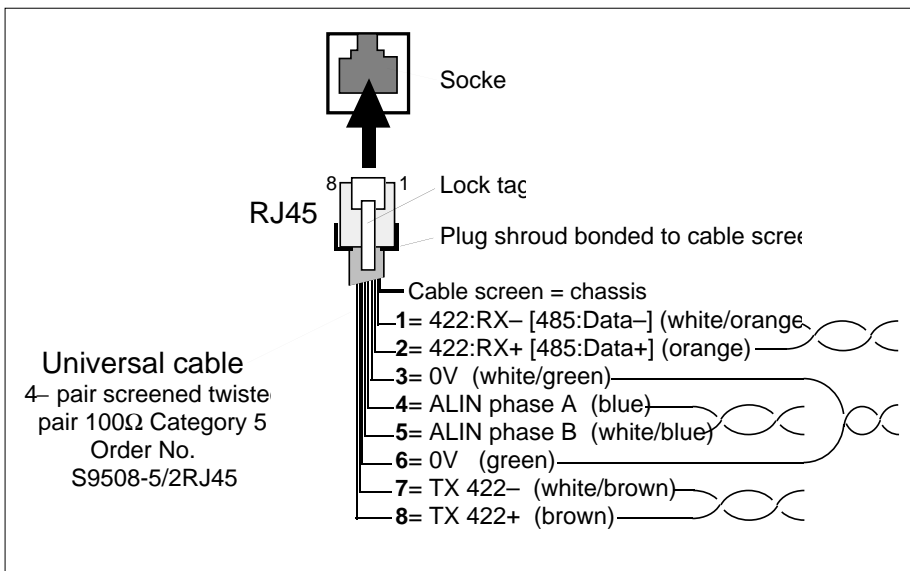 Socke
8 1
Lock tag
RJ45
Plug shroud bonded to cable scree
Cable screen = chassis
1= 422:RX– [485:Data–] (white/orange
2= 422:RX+ [485:Data+] (orange)
3= 0V (white/green)
4= ALIN phase A (blue)
5= ALIN phase B (white/blue)
6= 0V (green)
7= TX 422– (white/brown)
8= TX 422+ (brown)
Universal cable
4– pair screened twiste
pair 100Ω Category 5
Order No.
S9508-5/2RJ45